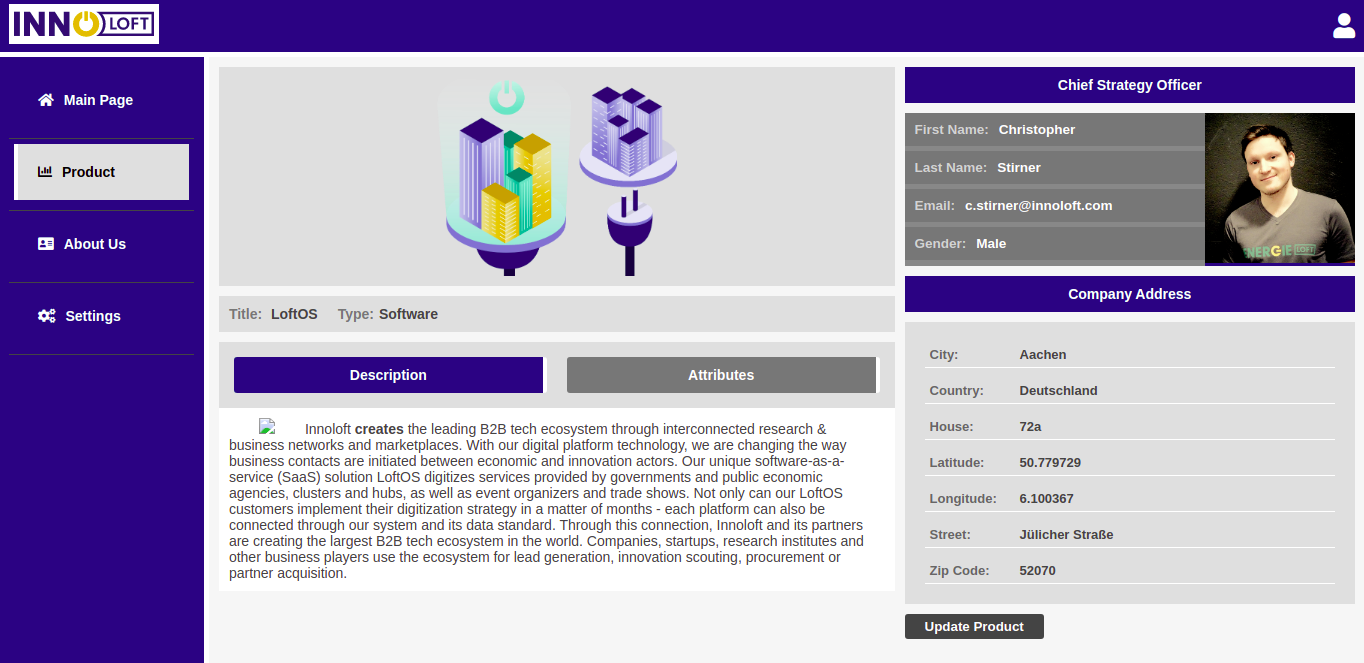 INNOLOFT
Main Page
Product
About Us
Settings
Title: LoftOS Type: Software
Description Attributes
Innoloft creates the leading B2B tech ecosystem through interconnected research &
business networks and marketplaces. With our digital platform technology, we are changing the way
business contacts are initiated between economic and innovation actors. Our unique software-as-a-
service (SaaS) solution LoftOS digitizes services provided by governments and public economic
agencies, clusters and hubs, as well as event organizers and trade shows. Not only can our LoftOS
customers implement their digitization strategy in a matter of months - each platform can also be
connected through our system and its data standard. Through this connection, Innoloft and its partners
are creating the largest B2B tech ecosystem in the world. Companies, startups, research institutes and
other business players use the ecosystem for lead generation, innovation scouting, procurement or
partner acquisition.
Chief Strategy Officer
First Name: Christopher
Last Name: Stirner
Email: c.stirner@innoloft.com
Gender: Male
ENERGIE LOFT
Company Address
City: Aachen
Country: Deutschland
House: 72a
Latitude: 50.779729
Longitude: 6.100367
Street: Jülicher Straße
Zip Code: 52070
Update Product